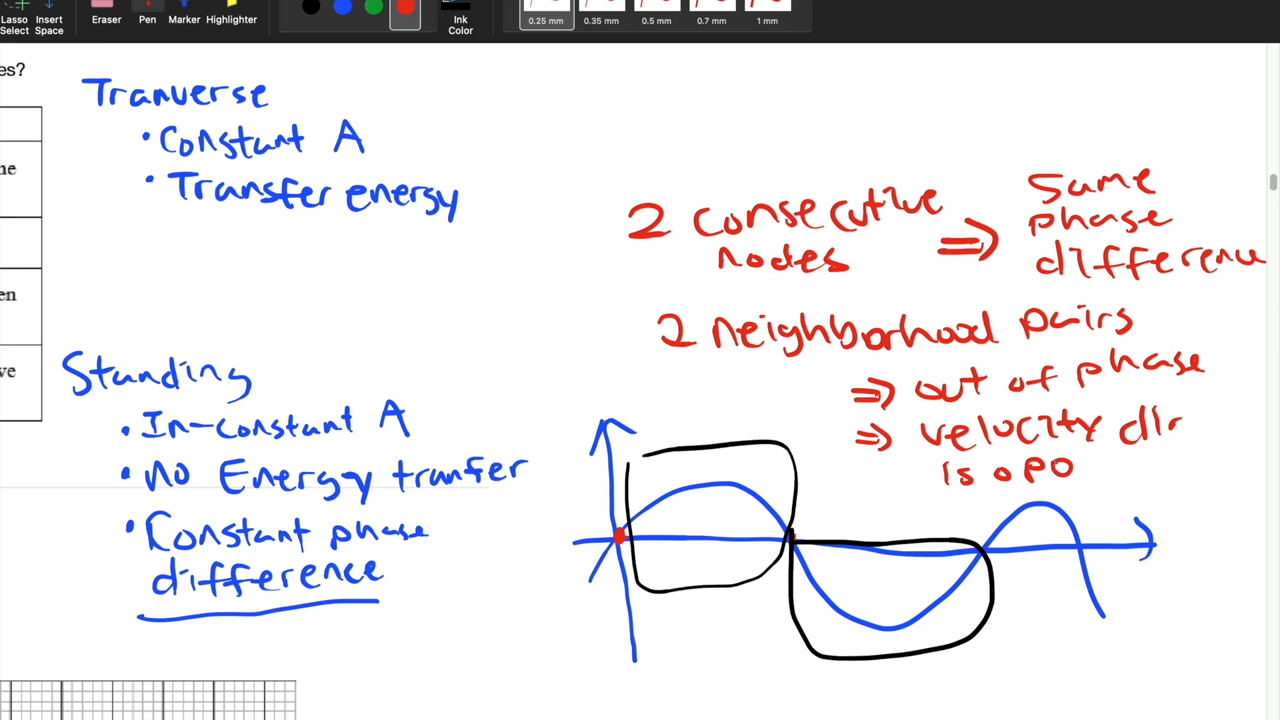 Lasso
Select
Insert
Space
Eraser
Pen
Marker
Highlighter
Ink
Color
0.25 mm
0.35 mm
0.5 mm
0.7 mm
1 mm
es?
ne
en
ve
Tranverse
• Constant A
• Transfer energy
Standing
• In-constant A
• no Energy tranfer
• Constant phase
difference
2 consecutive
nodes
⇒ Same
phase
difference
2 neighborhood pairs
⇒ out of phase
⇒ velocity dir
is opo